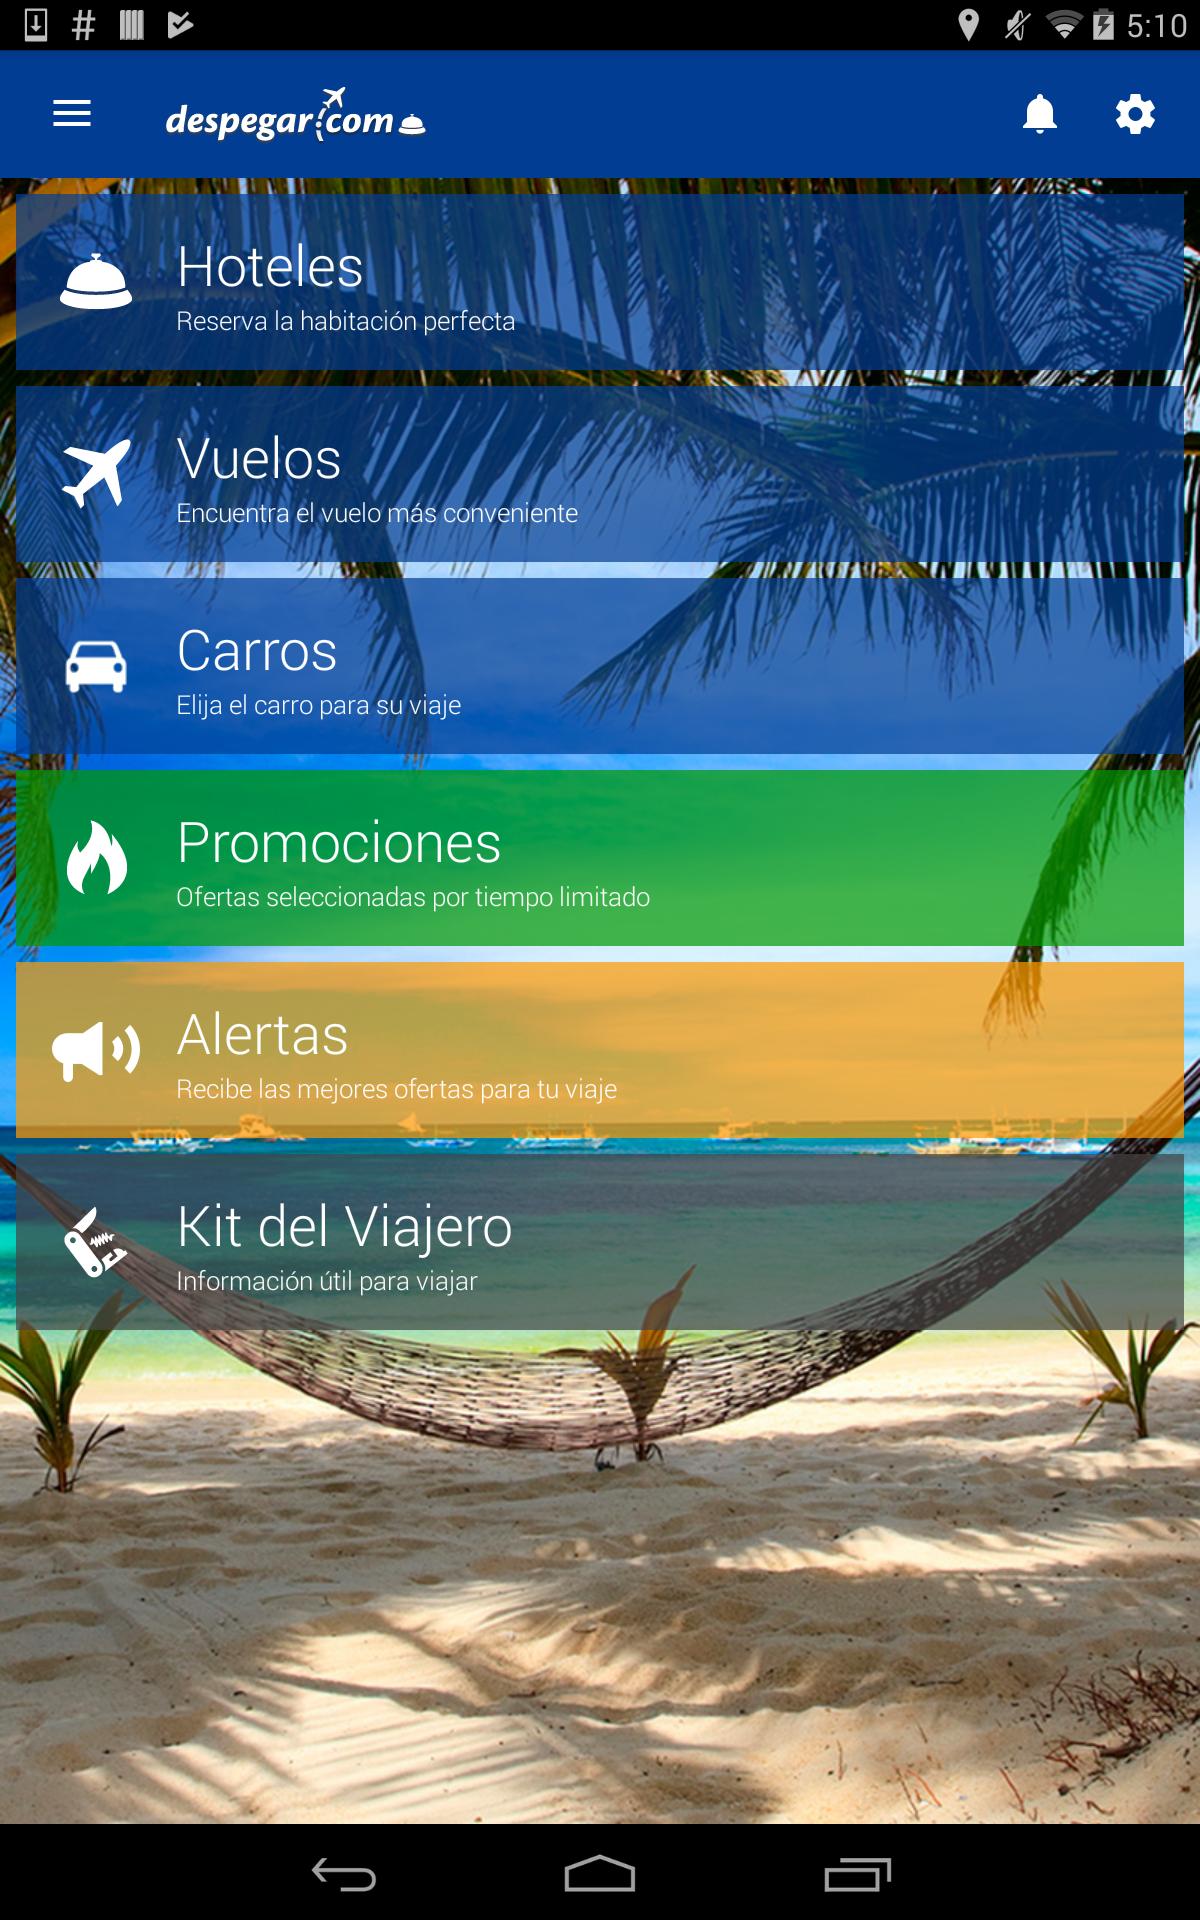 5:10
despegar.com
Hoteles
Reserva la habitación perfecta
Vuelos
Encuentra el vuelo más conveniente
Carros
Elija el carro para su viaje
Promociones
Ofertas seleccionadas por tiempo limitado
Alertas
Recibe las mejores ofertas para tu viaje
Kit del Viajero
Información útil para viajar